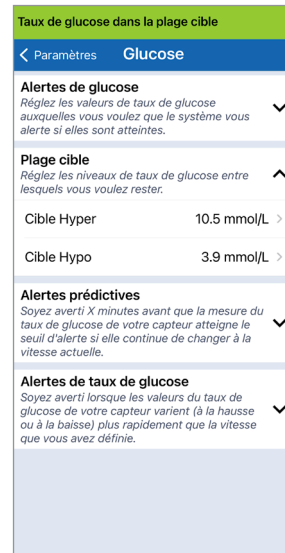 Taux de glucose dans la plage cible
Paramètres Glucose
Alertes de glucose
Réglez les valeurs de taux de glucose
auxquelles vous voulez que le système vous
alerte si elles sont atteintes.
Plage cible
Réglez les niveaux de taux de glucose entre
lesquels vous voulez rester.
Cible Hyper 10.5 mmol/L
Cible Hypo 3.9 mmol/L
Alertes prédictives
Soyez averti X minutes avant que la mesure du
taux de glucose de votre capteur atteigne le
seuil d'alerte si elle continue de changer à la
vitesse actuelle.
Alertes de taux de glucose
Soyez averti lorsque les valeurs du taux de
glucose de votre capteur varient (à la hausse
ou à la baisse) plus rapidement que la vitesse
que vous avez définie.